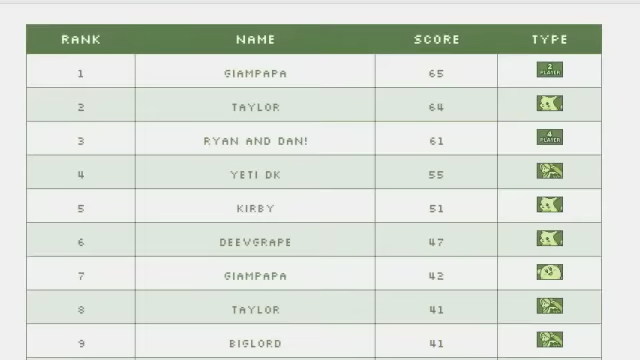 RANK NAME SCORE TYPE
1 GIAMPAPA 65 2 PLAYER
2 TAYLOR 64
3 RYAN AND DAN! 61 4 PLAYER
4 YETI DK 55
5 KIRBY 51
6 DEEVGRAPE 47
7 GIAMPAPA 42
8 TAYLOR 41
9 BIGLORD 41